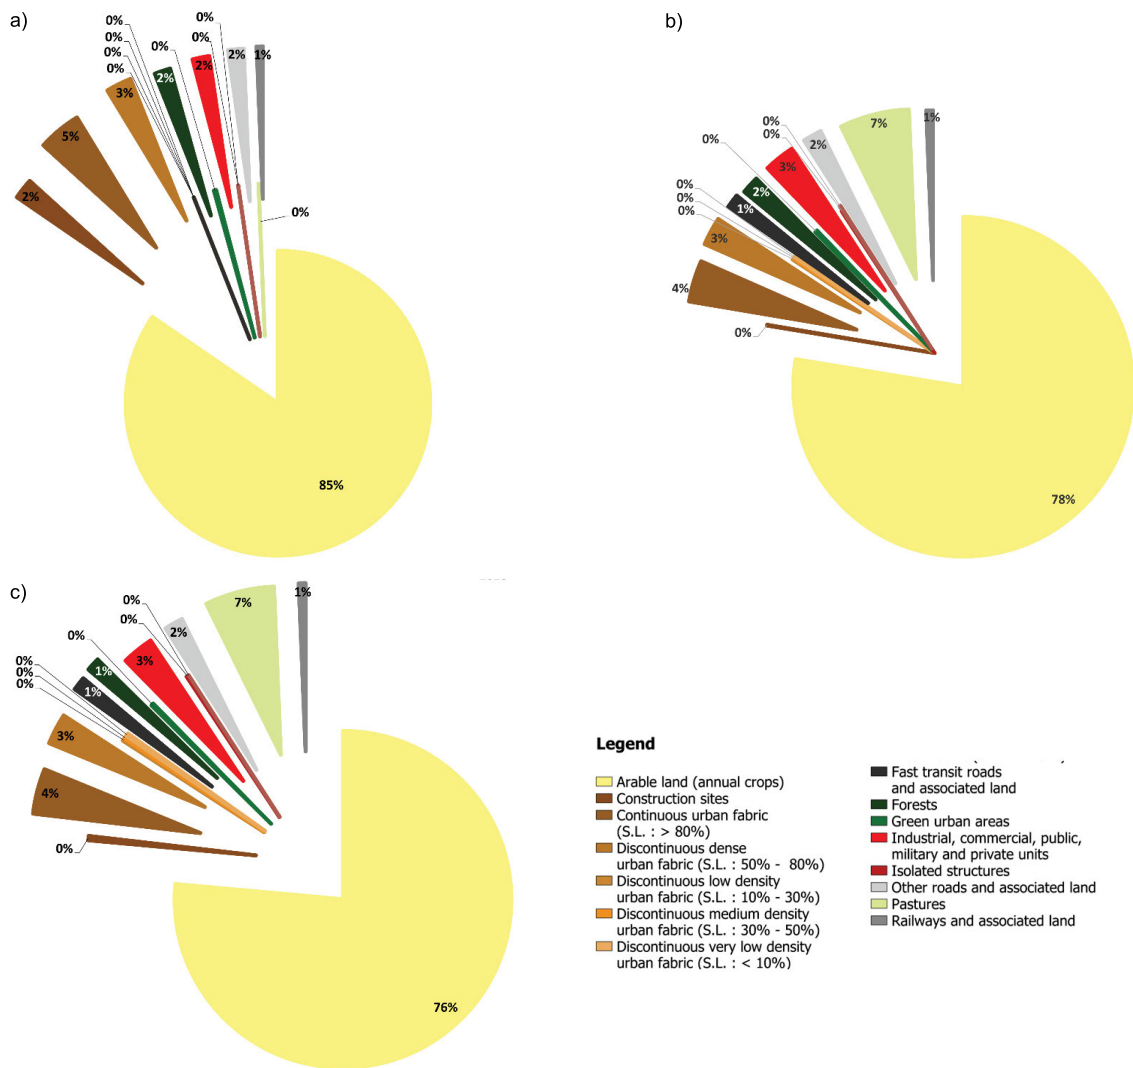 a)
0%
0%
0%
0%
0%
0%
0%
2%
5%
3%
2%
2%
2%
1%
0%
85%
b)
0%
0%
0%
0%
0%
0%
0%
4%
3%
1%
2%
3%
2%
7%
1%
78%
c)
0%
0%
0%
0%
0%
0%
0%
4%
3%
1%
1%
3%
2%
7%
1%
76%
Legend
Arable land (annual crops)
Construction sites
Continuous urban fabric
(S.L. : > 80%)
Discontinuous dense
urban fabric (S.L. : 50% - 80%)
Discontinuous low density
urban fabric (S.L. : 10% - 30%)
Discontinuous medium density
urban fabric (S.L. : 30% - 50%)
Discontinuous very low density
urban fabric (S.L. : < 10%)
Fast transit roads
and associated land
Forests
Green urban areas
Industrial, commercial, public,
military and private units
Isolated structures
Other roads and associated land
Pastures
Railways and associated land